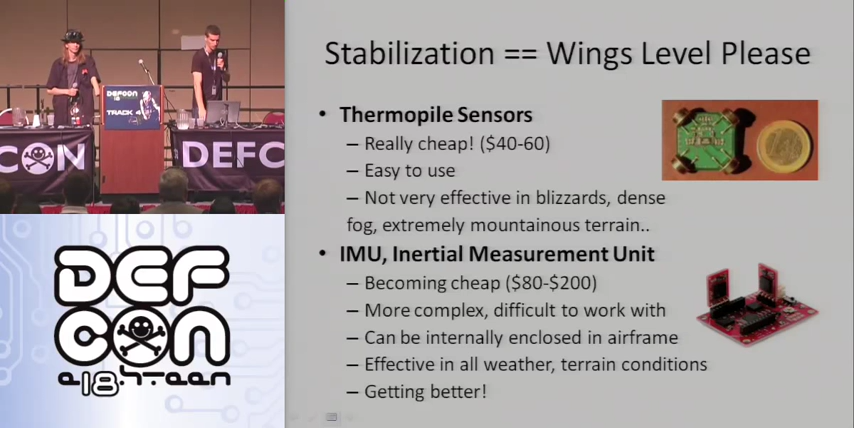 DEFCON
18
TRACK 4
CON
DEFC
DEF
CON
e18hteen
Stabilization == Wings Level Please
• Thermopile Sensors
– Really cheap! ($40-60)
– Easy to use
– Not very effective in blizzards, dense
fog, extremely mountainous terrain..
• IMU, Inertial Measurement Unit
– Becoming cheap ($80-$200)
– More complex, difficult to work with
– Can be internally enclosed in airframe
– Effective in all weather, terrain conditions
– Getting better!